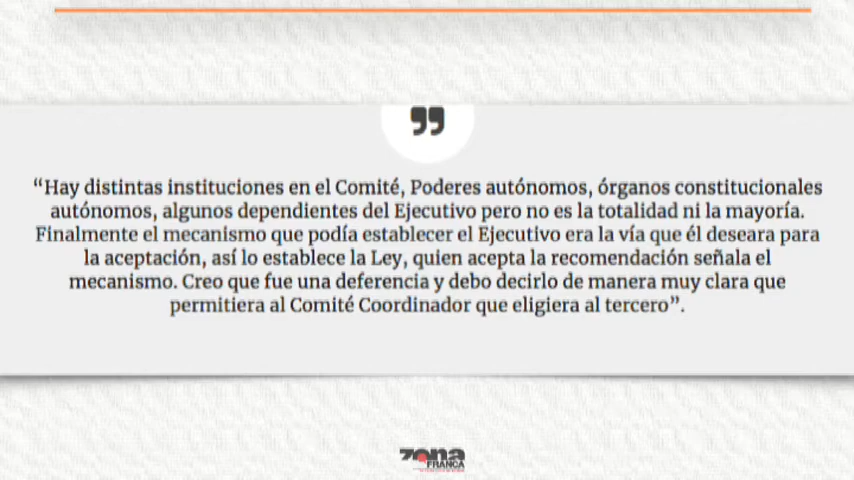 ”
“Hay distintas instituciones en el Comité, Poderes autónomos, órganos constitucionales
autónomos, algunos dependientes del Ejecutivo pero no es la totalidad ni la mayoría.
Finalmente el mecanismo que podía establecer el Ejecutivo era la vía que él deseara para
la aceptación, así lo establece la Ley, quien acepta la recomendación señala el
mecanismo. Creo que fue una deferencia y debo decirlo de manera muy clara que
permitiera al Comité Coordinador que eligiera al tercero”.
zona
FRANCA